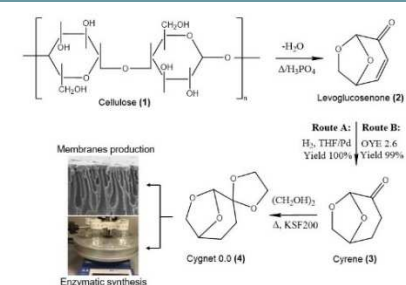 OH
OH
CH₂OH
O
O
O
O
O
OH
CH₂OH
OH
n
Cellulose (1)
-H₂O
Δ/H₃PO₄
O
O
O
Levoglucosenone (2)
Route A: Route B:
H₂, THF/Pd OYE 2.6
Yield 100% Yield 99%
Membranes production
O
O
O
O
(CH₂OH)₂
Δ, KSF200
O
O
O
Cygnet 0.0 (4)
Cyrene (3)
Enzymatic synthesis